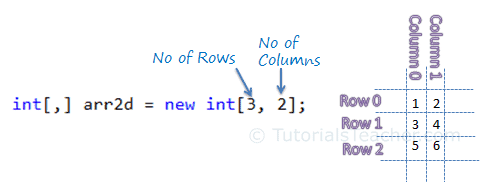 No of Rows
No of
Columns
int[,] arr2d = new int[3, 2];
Column 0
Column 1
Row 0
1 2
Row 1
3 4
Row 2
5 6
© TutorialsTeacher.com